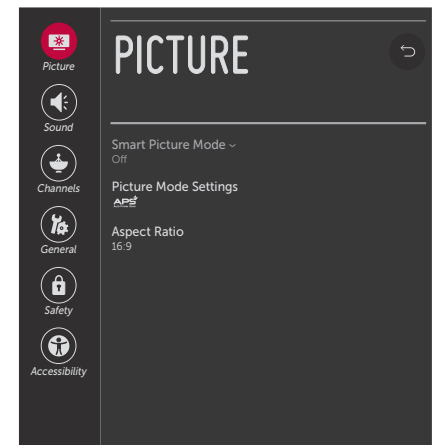 PICTURE
Picture
Sound
Channels
General
Safety
Accessibility
Smart Picture Mode
Off
Picture Mode Settings
APS
Aspect Ratio
16:9